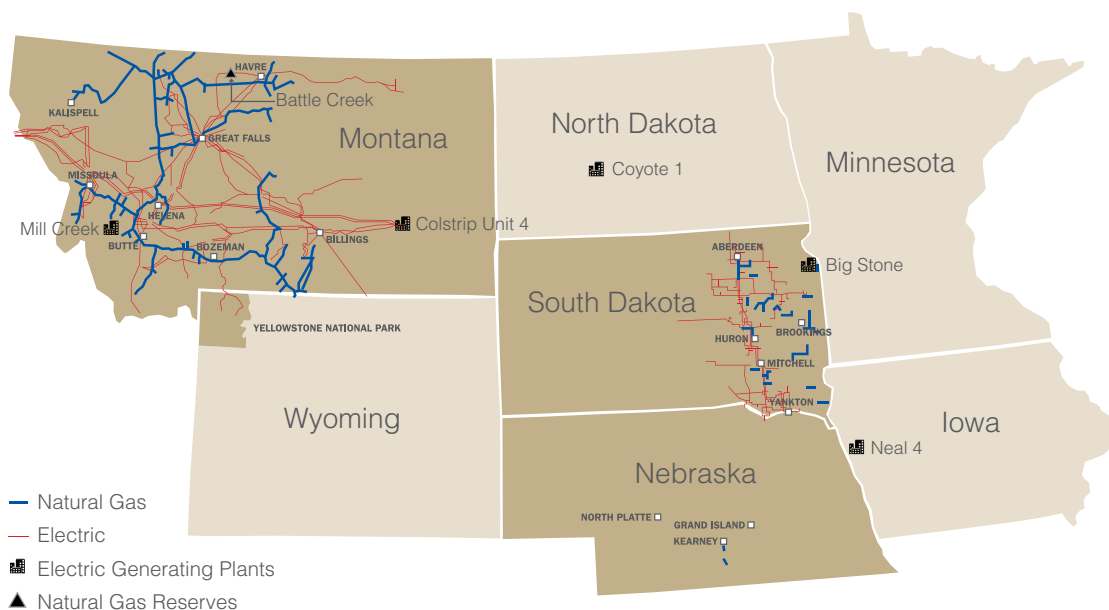 HAVRE
Battle Creek
KALISPELL
GREAT FALLS
Montana
MISSOULA
HELENA
Mill Creek
Colstrip Unit 4
BUTTE
BOZEMAN
BILLINGS
YELLOWSTONE NATIONAL PARK
Wyoming
North Dakota
Coyote 1
Minnesota
ABERDEEN
Big Stone
South Dakota
BROOKINGS
HURON
MITCHELL
YANKTON
Iowa
Neal 4
Nebraska
NORTH PLATTE
GRAND ISLAND
KEARNEY
Natural Gas
Electric
Electric Generating Plants
Natural Gas Reserves